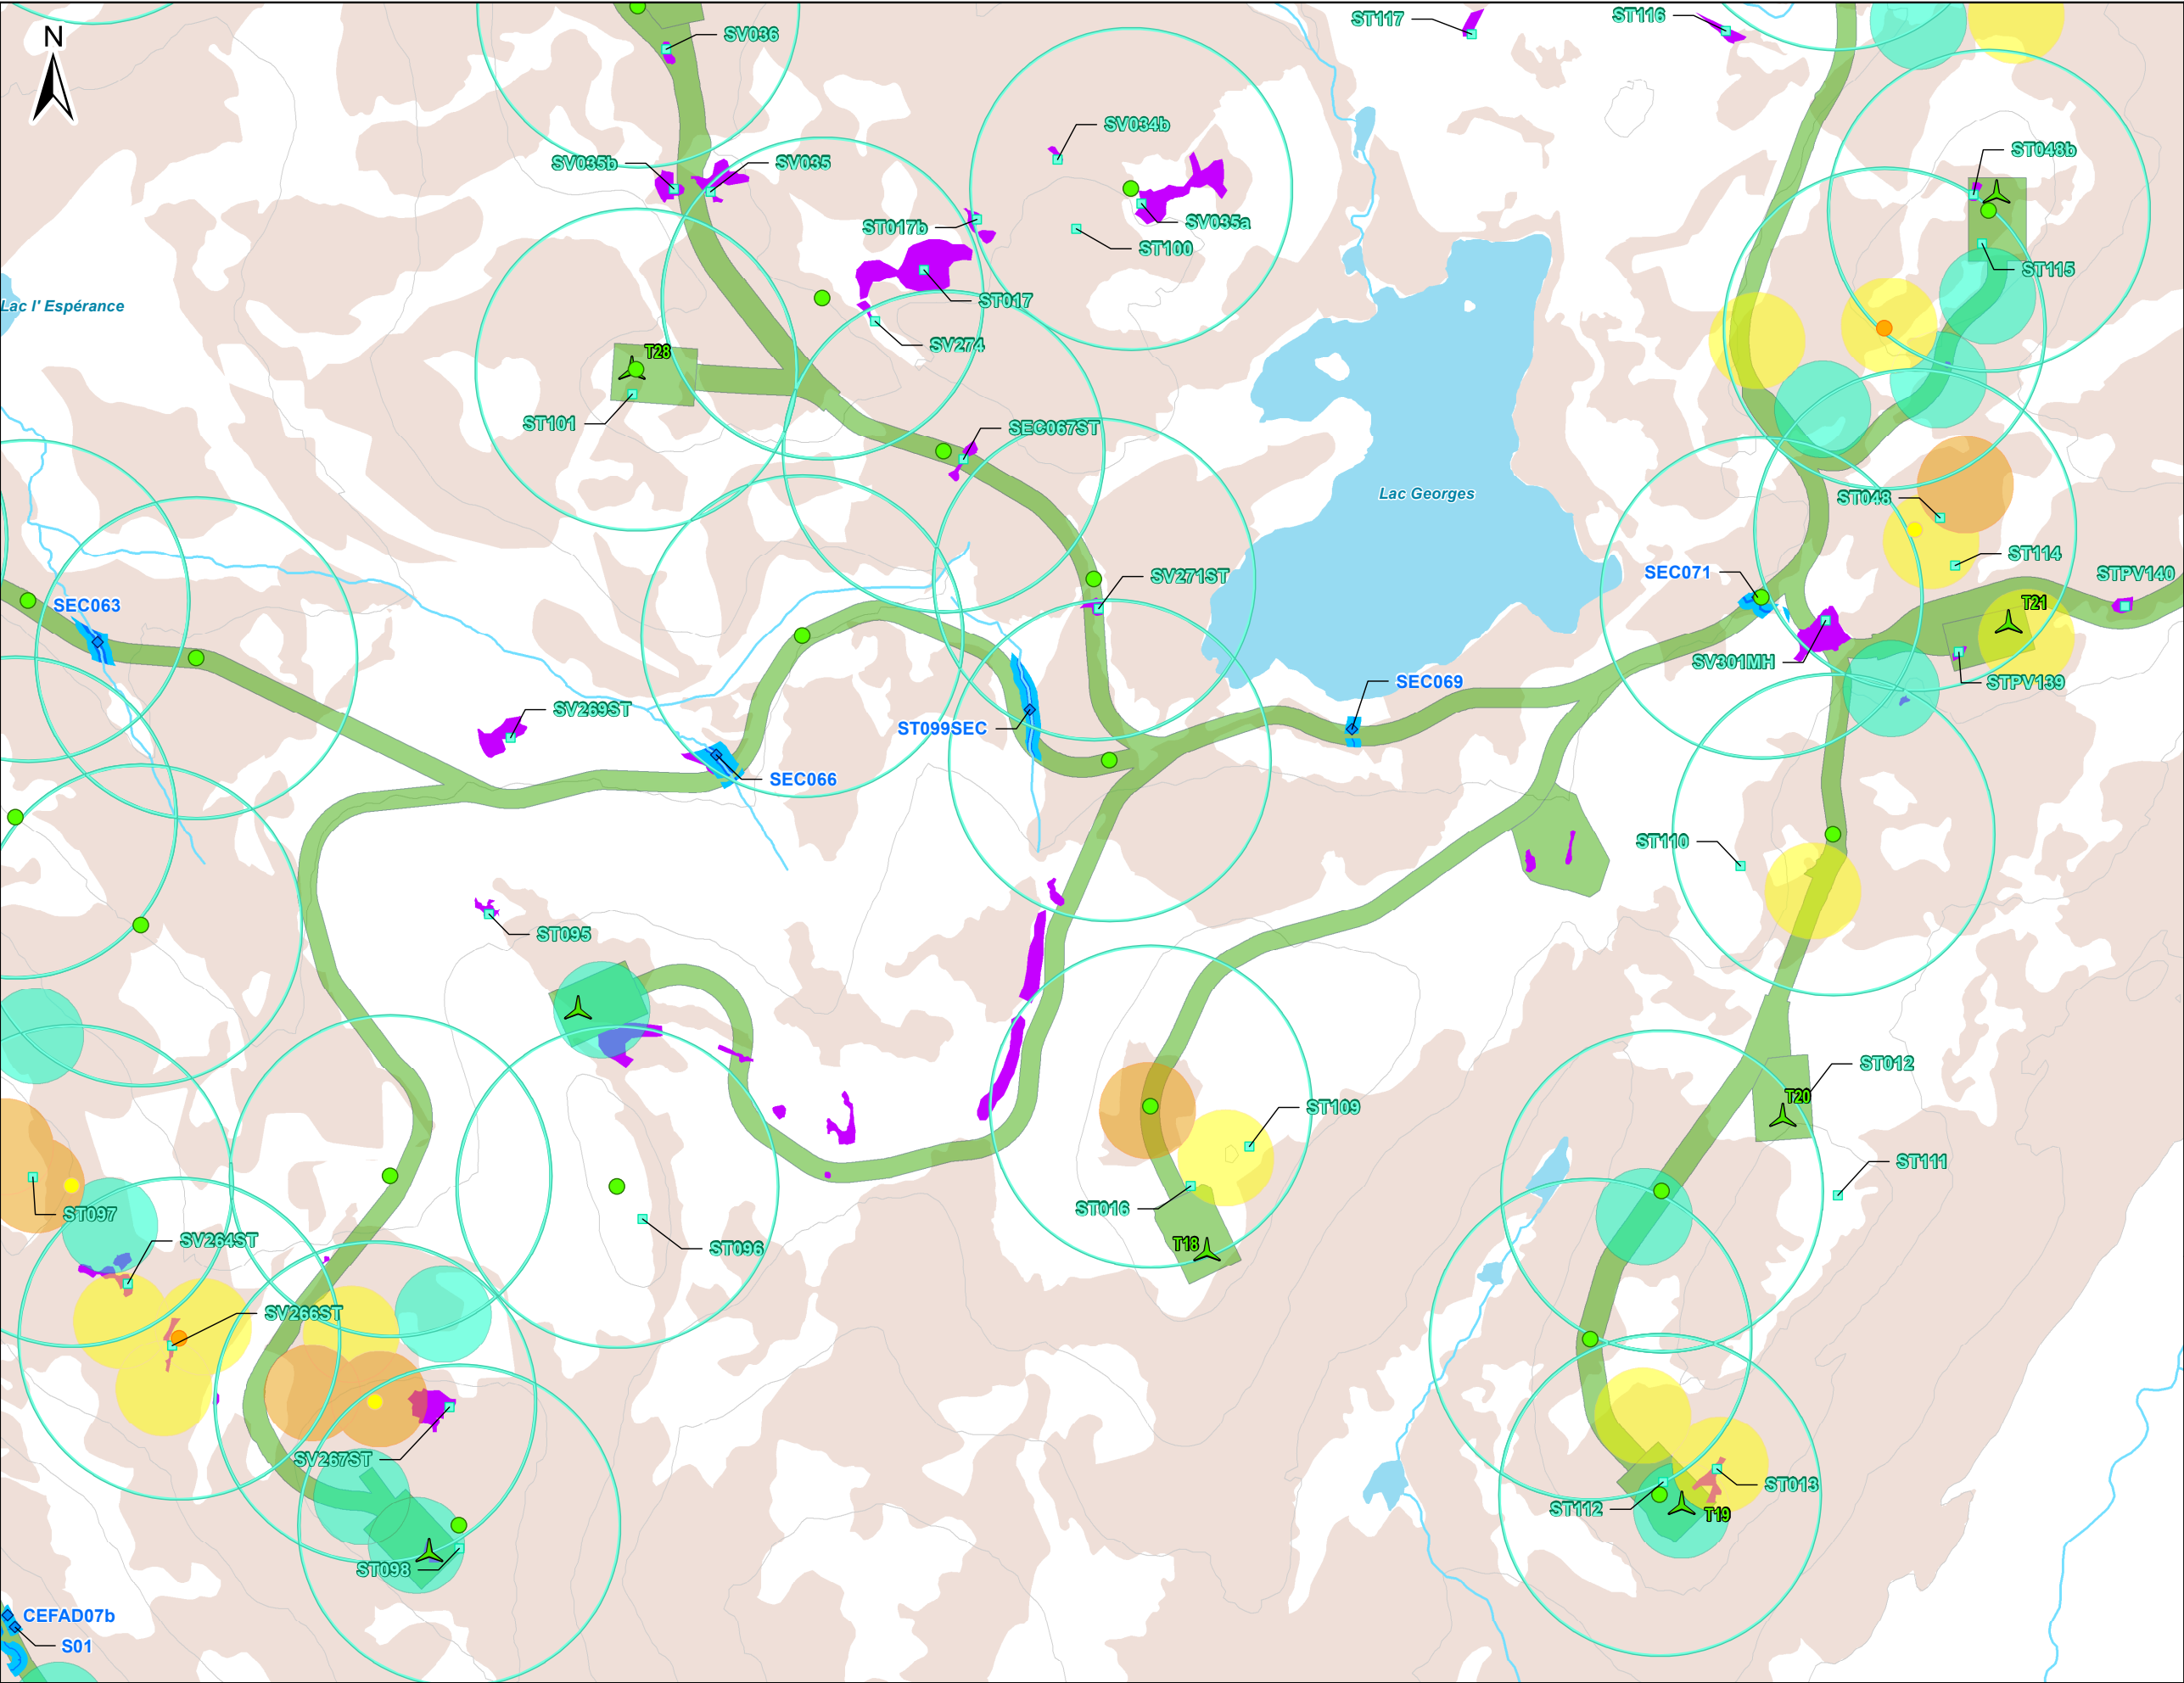 N
SV036
ST117
ST116
SV034b
SV035b
SV035
ST048b
ST017b
SV035a
ST100
ST115
Lac l' Espérance
ST017
SV274
T28
ST101
SEC067ST
Lac Georges
ST048
ST114
SEC071
SV271ST
STPV140
SEC063
T21
SV301MH
STPV139
SEC069
SV269ST
ST099SEC
SEC066
ST110
ST095
ST012
T20
ST109
ST111
ST097
ST016
SV264ST
ST096
T18
SV266ST
SV267ST
ST013
ST112
T19
ST098
CEFAD07b
S01